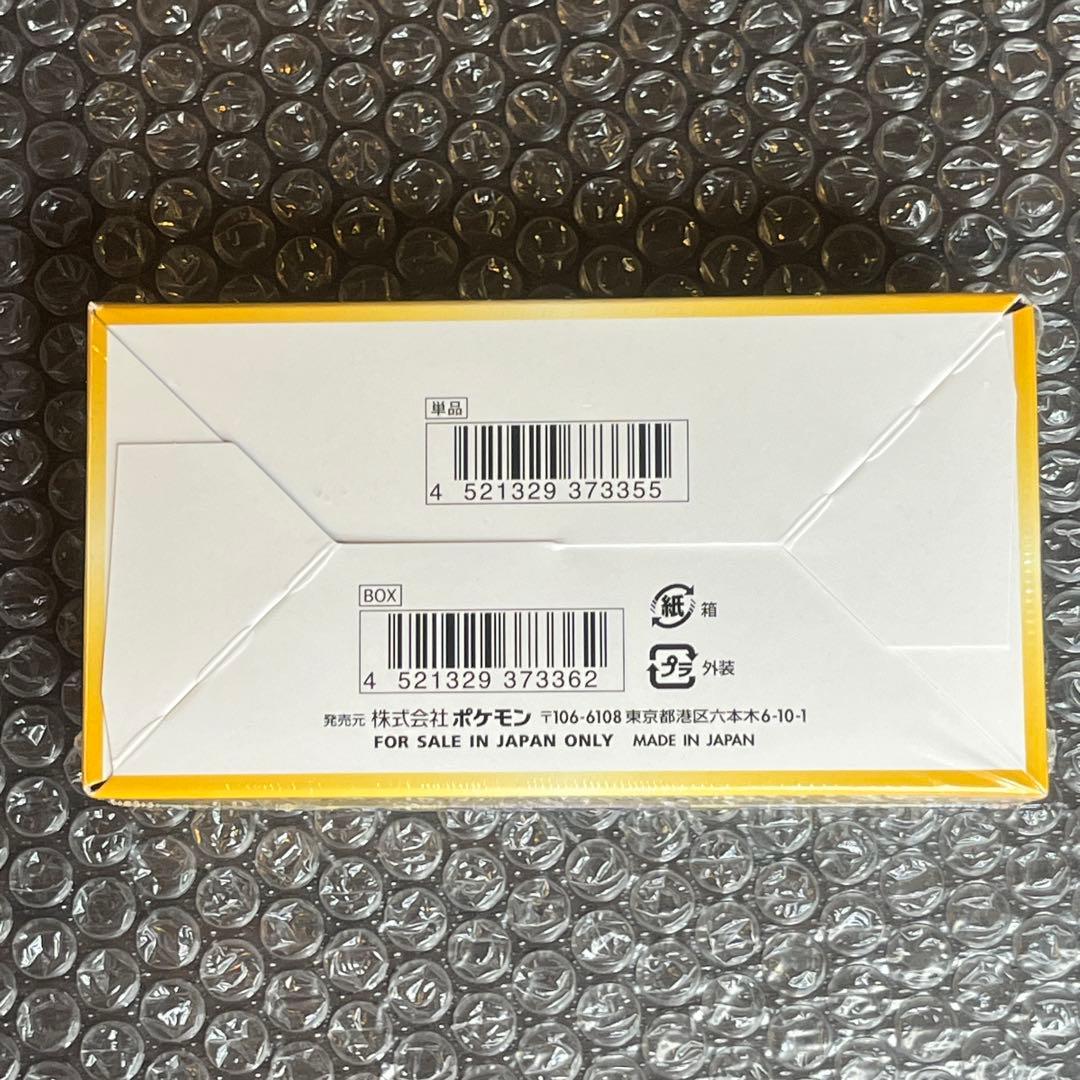 単品
4 521329 373355
BOX
4 521329 373362
紙 箱
プラ 外装
発売元 株式会社ポケモン 〒106-6108 東京都港区六本木6-10-1
FOR SALE IN JAPAN ONLY MADE IN JAPAN